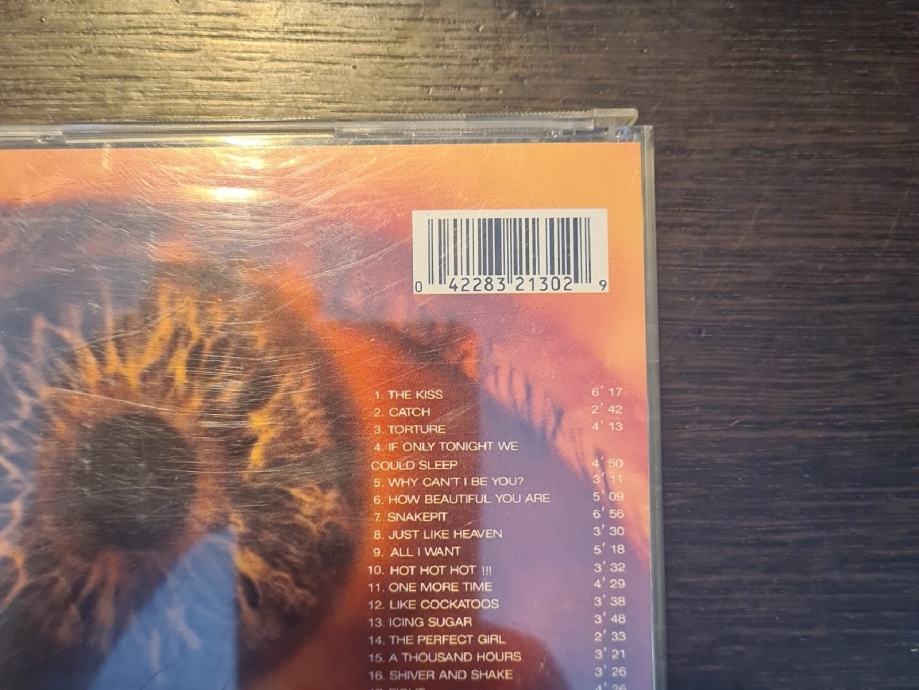 0 42283 21302 9
1. THE KISS 6' 17
2. CATCH 2' 42
3. TORTURE 4' 13
4. IF ONLY TONIGHT WE
COULD SLEEP 4' 50
5. WHY CAN'T I BE YOU? 3' 11
6. HOW BEAUTIFUL YOU ARE 5' 09
7. SNAKEPIT 6' 56
8. JUST LIKE HEAVEN 3' 30
9. ALL I WANT 5' 18
10. HOT HOT HOT !!! 3' 32
11. ONE MORE TIME 4' 29
12. LIKE COCKATOOS 3' 38
13. ICING SUGAR 3' 48
14. THE PERFECT GIRL 2' 33
15. A THOUSAND HOURS 3' 21
16. SHIVER AND SHAKE 3' 26